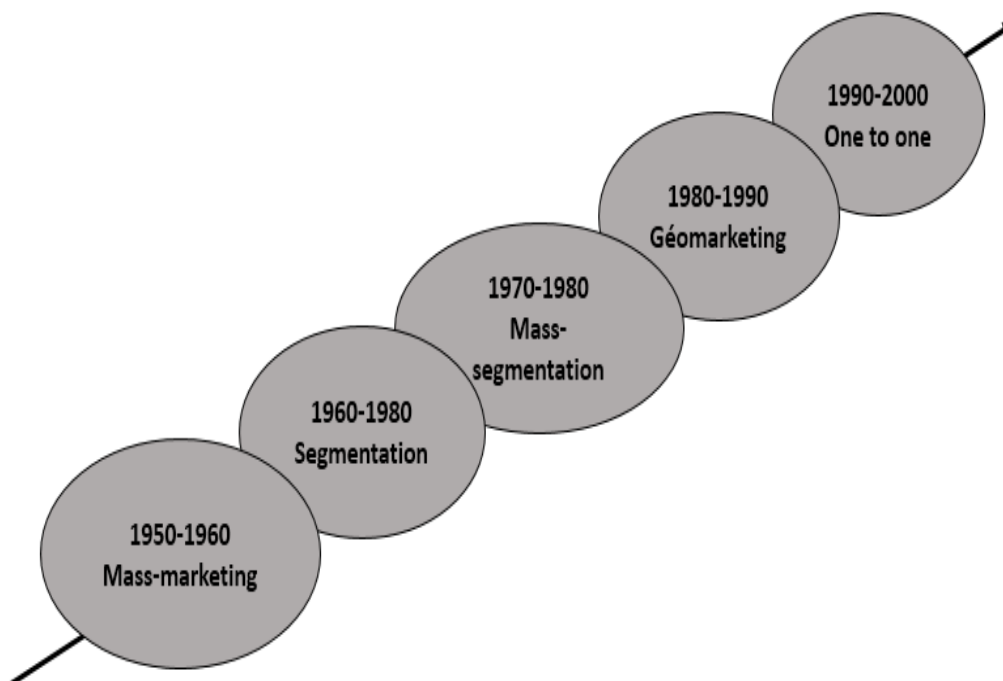 1990-2000
One to one
1980-1990
Géomarketing
1970-1980
Mass-
segmentation
1960-1980
Segmentation
1950-1960
Mass-marketing